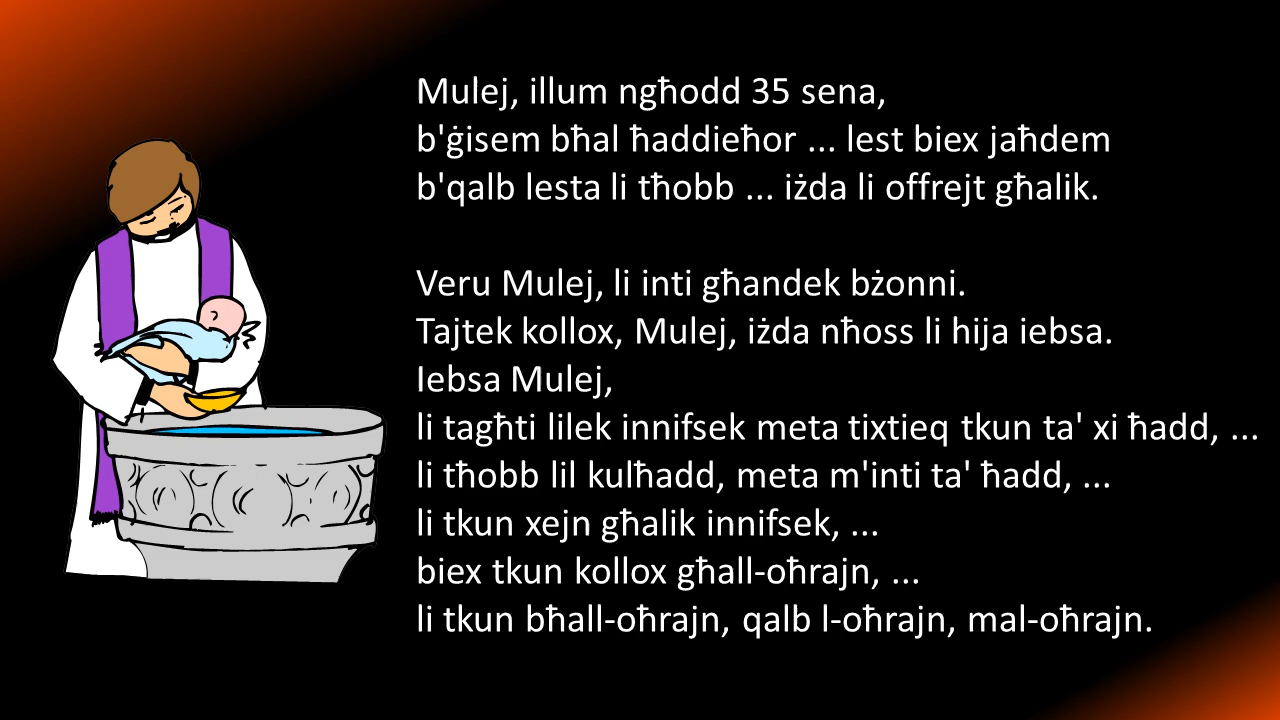 Mulej, illum ngħodd 35 sena,
b'ġisem bħal ħaddieħor ... lest biex jaħdem
b'qalb lesta li tħobb ... iżda li offrejt għalik.
Veru Mulej, li inti għandek bżonni.
Tajtek kollox, Mulej, iżda nħoss li hija iebsa.
Iebsa Mulej,
li tagħti lilek innifsek meta tixtieq tkun ta' xi ħadd, ...
li tħobb lil kulħadd, meta m'inti ta' ħadd, ...
li tkun xejn għalik innifsek, ...
biex tkun kollox għall-oħrajn, ...
li tkun bħall-oħrajn, qalb l-oħrajn, mal-oħrajn.